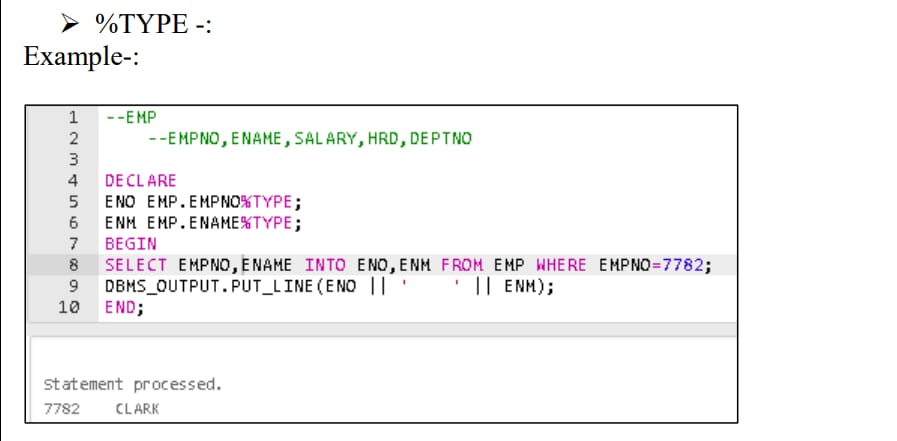 ➤ %TYPE -:
Example-:
1 --EMP
2 --EMPNO,ENAME,SALARY,HRD,DEPTNO
3
4 DECLARE
5 ENO EMP.EMPNO%TYPE;
6 ENM EMP.ENAME%TYPE;
7 BEGIN
8 SELECT EMPNO,ENAME INTO ENO,ENM FROM EMP WHERE EMPNO=7782;
9 DBMS_OUTPUT.PUT_LINE(ENO || '    ' || ENM);
10 END;
Statement processed.
7782    CLARK